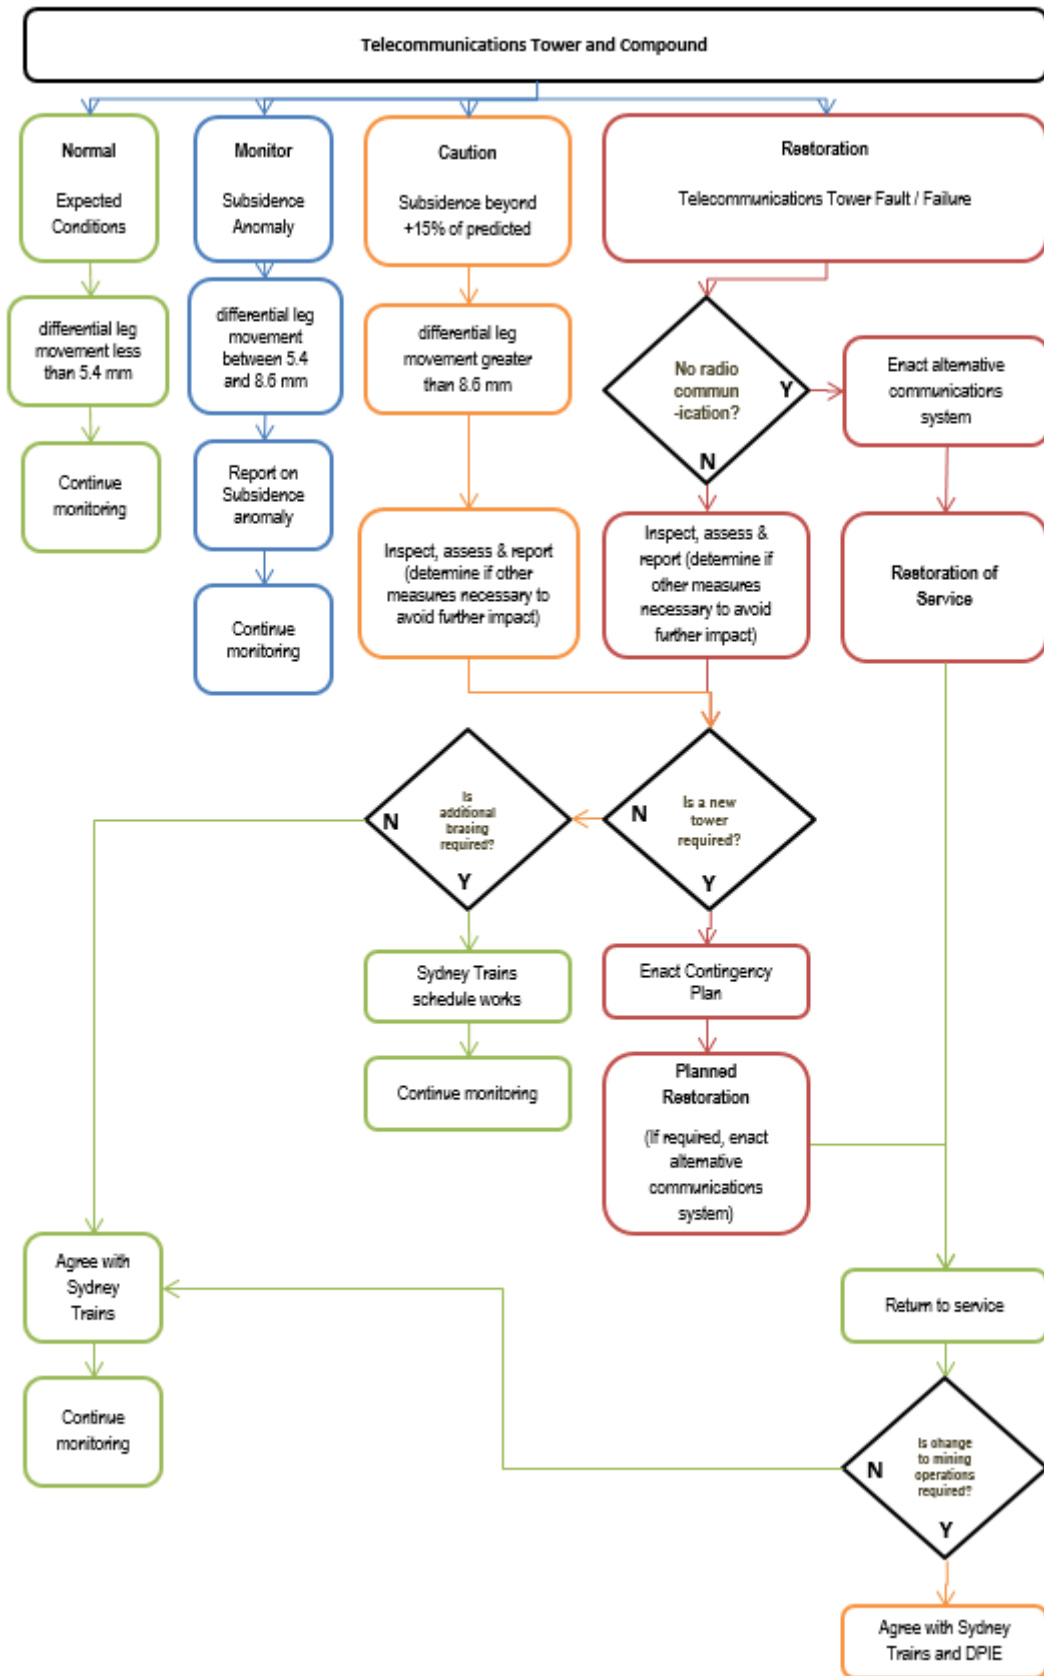 Telecommunications Tower and Compound
Normal
Expected
Conditions
Monitor
Subsidence
Anomaly
Caution
Subsidence beyond
+15% of predicted
Restoration
Telecommunications Tower Fault / Failure
differential leg
movement less
than 5.4 mm
differential leg
movement
between 5.4
and 8.6 mm
differential leg
movement greater
than 8.6 mm
No radio
commun
-ication?
Y
N
Enact alternative
communications
system
Continue
monitoring
Report on
Subsidence
anomaly
Continue
monitoring
Inspect, assess & report
(determine if other
measures necessary to
avoid further impact)
Inspect, assess &
report (determine if
other measures
necessary to avoid
further impact)
Restoration of
Service
Is
additional
bracing
required?
N
Y
Is a new
tower
required?
N
Y
Sydney Trains
schedule works
Continue monitoring
Enact Contingency
Plan
Planned
Restoration
(If required, enact
alternative
communications
system)
Agree with
Sydney
Trains
Continue
monitoring
Return to service
Is change
to mining
operations
required?
N
Y
Agree with Sydney
Trains and DPIE